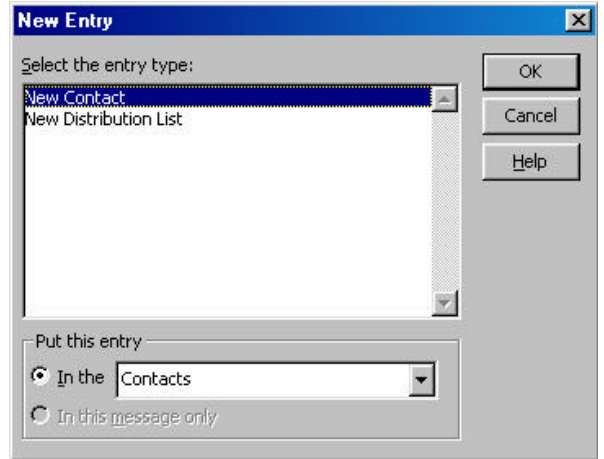 New Entry
Select the entry type:
New Contact
New Distribution List
OK
Cancel
Help
Put this entry
In the Contacts
In this message only